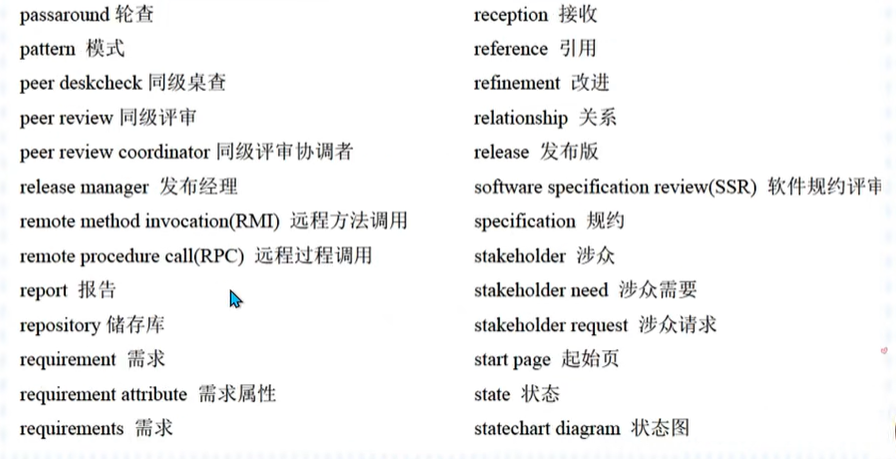 passaround 轮查
pattern 模式
peer deskcheck 同级桌查
peer review 同级评审
peer review coordinator 同级评审协调者
release manager 发布经理
remote method invocation(RMI) 远程方法调用
remote procedure call(RPC) 远程过程调用
report 报告
repository 储存库
requirement 需求
requirement attribute 需求属性
requirements 需求
reception 接收
reference 引用
refinement 改进
relationship 关系
release 发布版
software specification review(SSR) 软件规约评审
specification 规约
stakeholder 涉众
stakeholder need 涉众需要
stakeholder request 涉众请求
start page 起始页
state 状态
statechart diagram 状态图